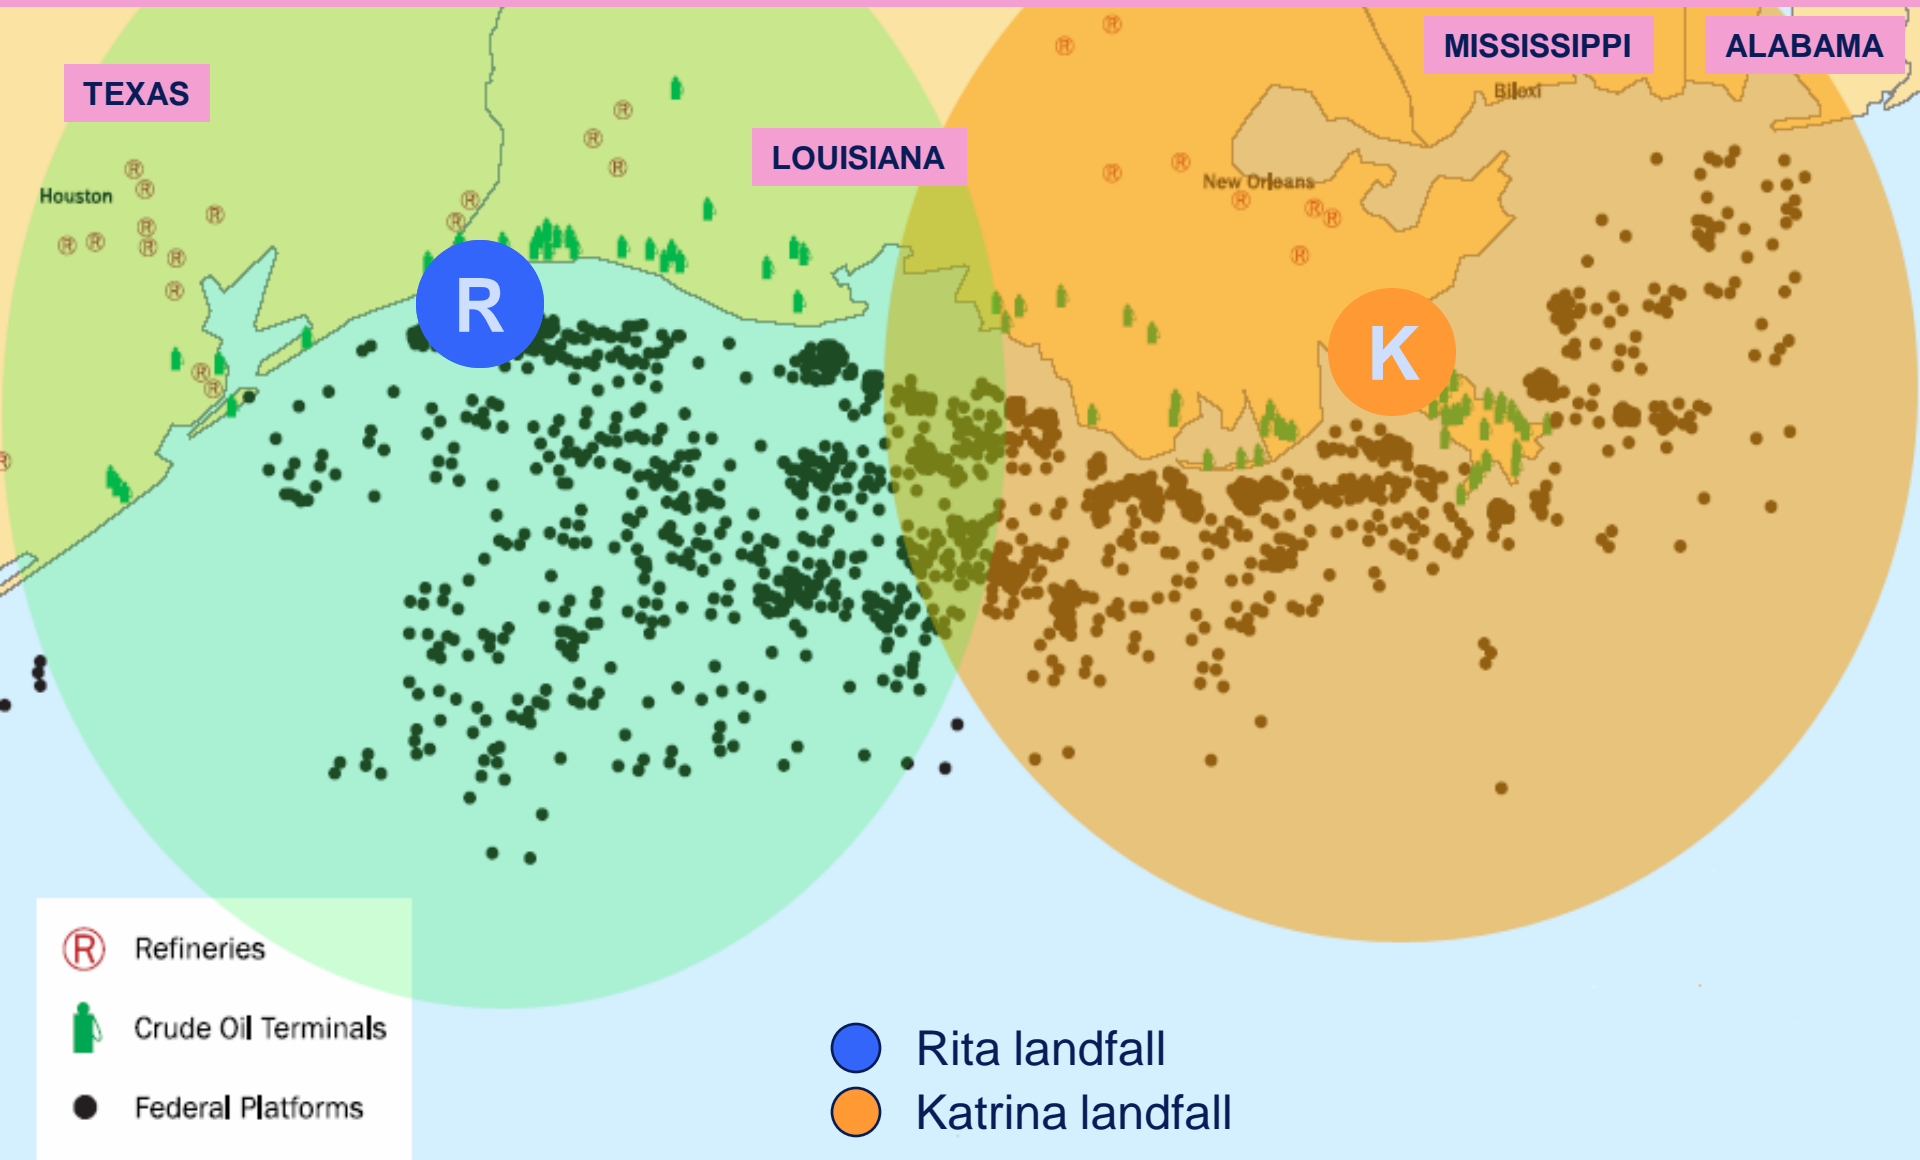 MISSISSIPPI
ALABAMA
TEXAS
Biloxi
LOUISIANA
New Orleans
Houston
R
K
R Refineries
Crude Oil Terminals
Federal Platforms
Rita landfall
Katrina landfall